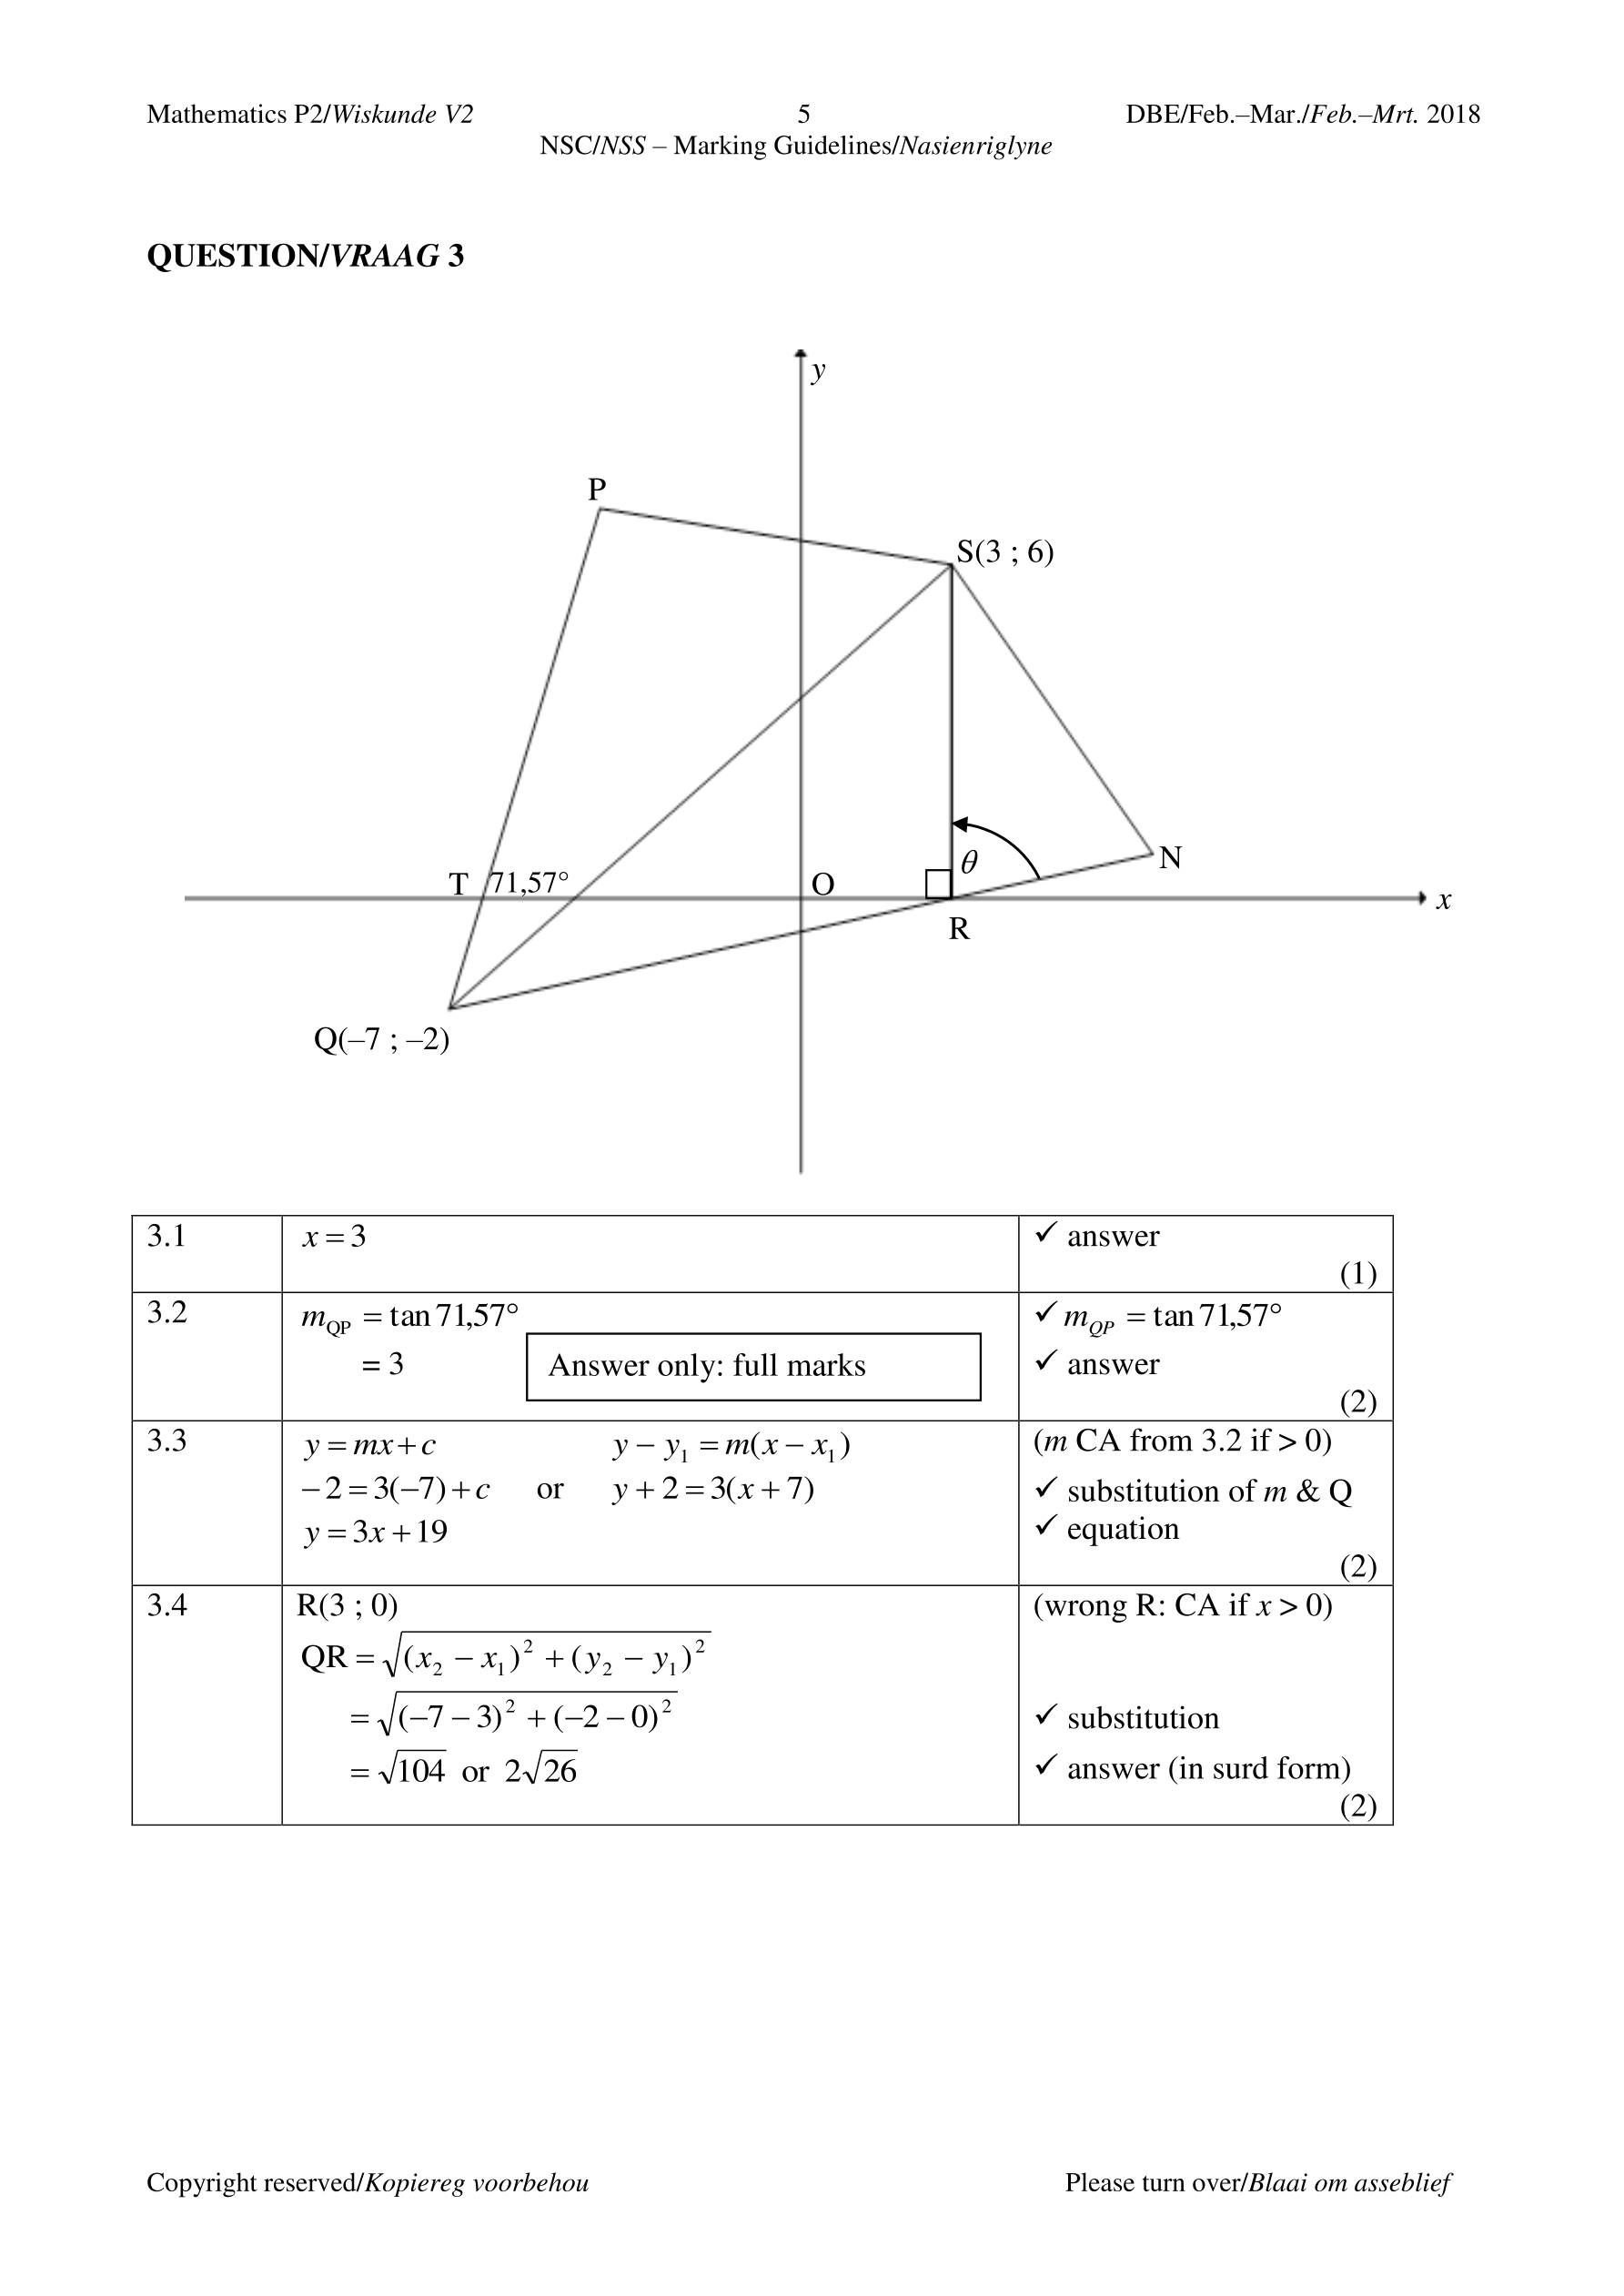 Mathematics P2/Wiskunde V2 5 DBE/Feb.–Mar./Feb.–Mrt. 2018
NSC/NSS – Marking Guidelines/Nasienriglyne
QUESTION/VRAAG 3
y
P
S(3 ; 6)
θ
N
T 71,57° O
x
R
Q(–7 ; –2)
3.1 x = 3 ✓ answer
(1)
3.2 m_QP = tan 71,57° ✓ m_QP = tan 71,57°
= 3 Answer only: full marks ✓ answer
(2)
3.3 y = mx + c y − y₁ = m(x − x₁) (m CA from 3.2 if > 0)
− 2 = 3(−7) + c or y + 2 = 3(x + 7) ✓ substitution of m & Q
y = 3x + 19 ✓ equation
(2)
3.4 R(3 ; 0) (wrong R: CA if x > 0)
QR = √((x₂ − x₁)² + (y₂ − y₁)²)
= √((−7 − 3)² + (−2 − 0)²) ✓ substitution
= √104 or 2√26 ✓ answer (in surd form)
(2)
Copyright reserved/Kopiereg voorbehou Please turn over/Blaai om asseblief